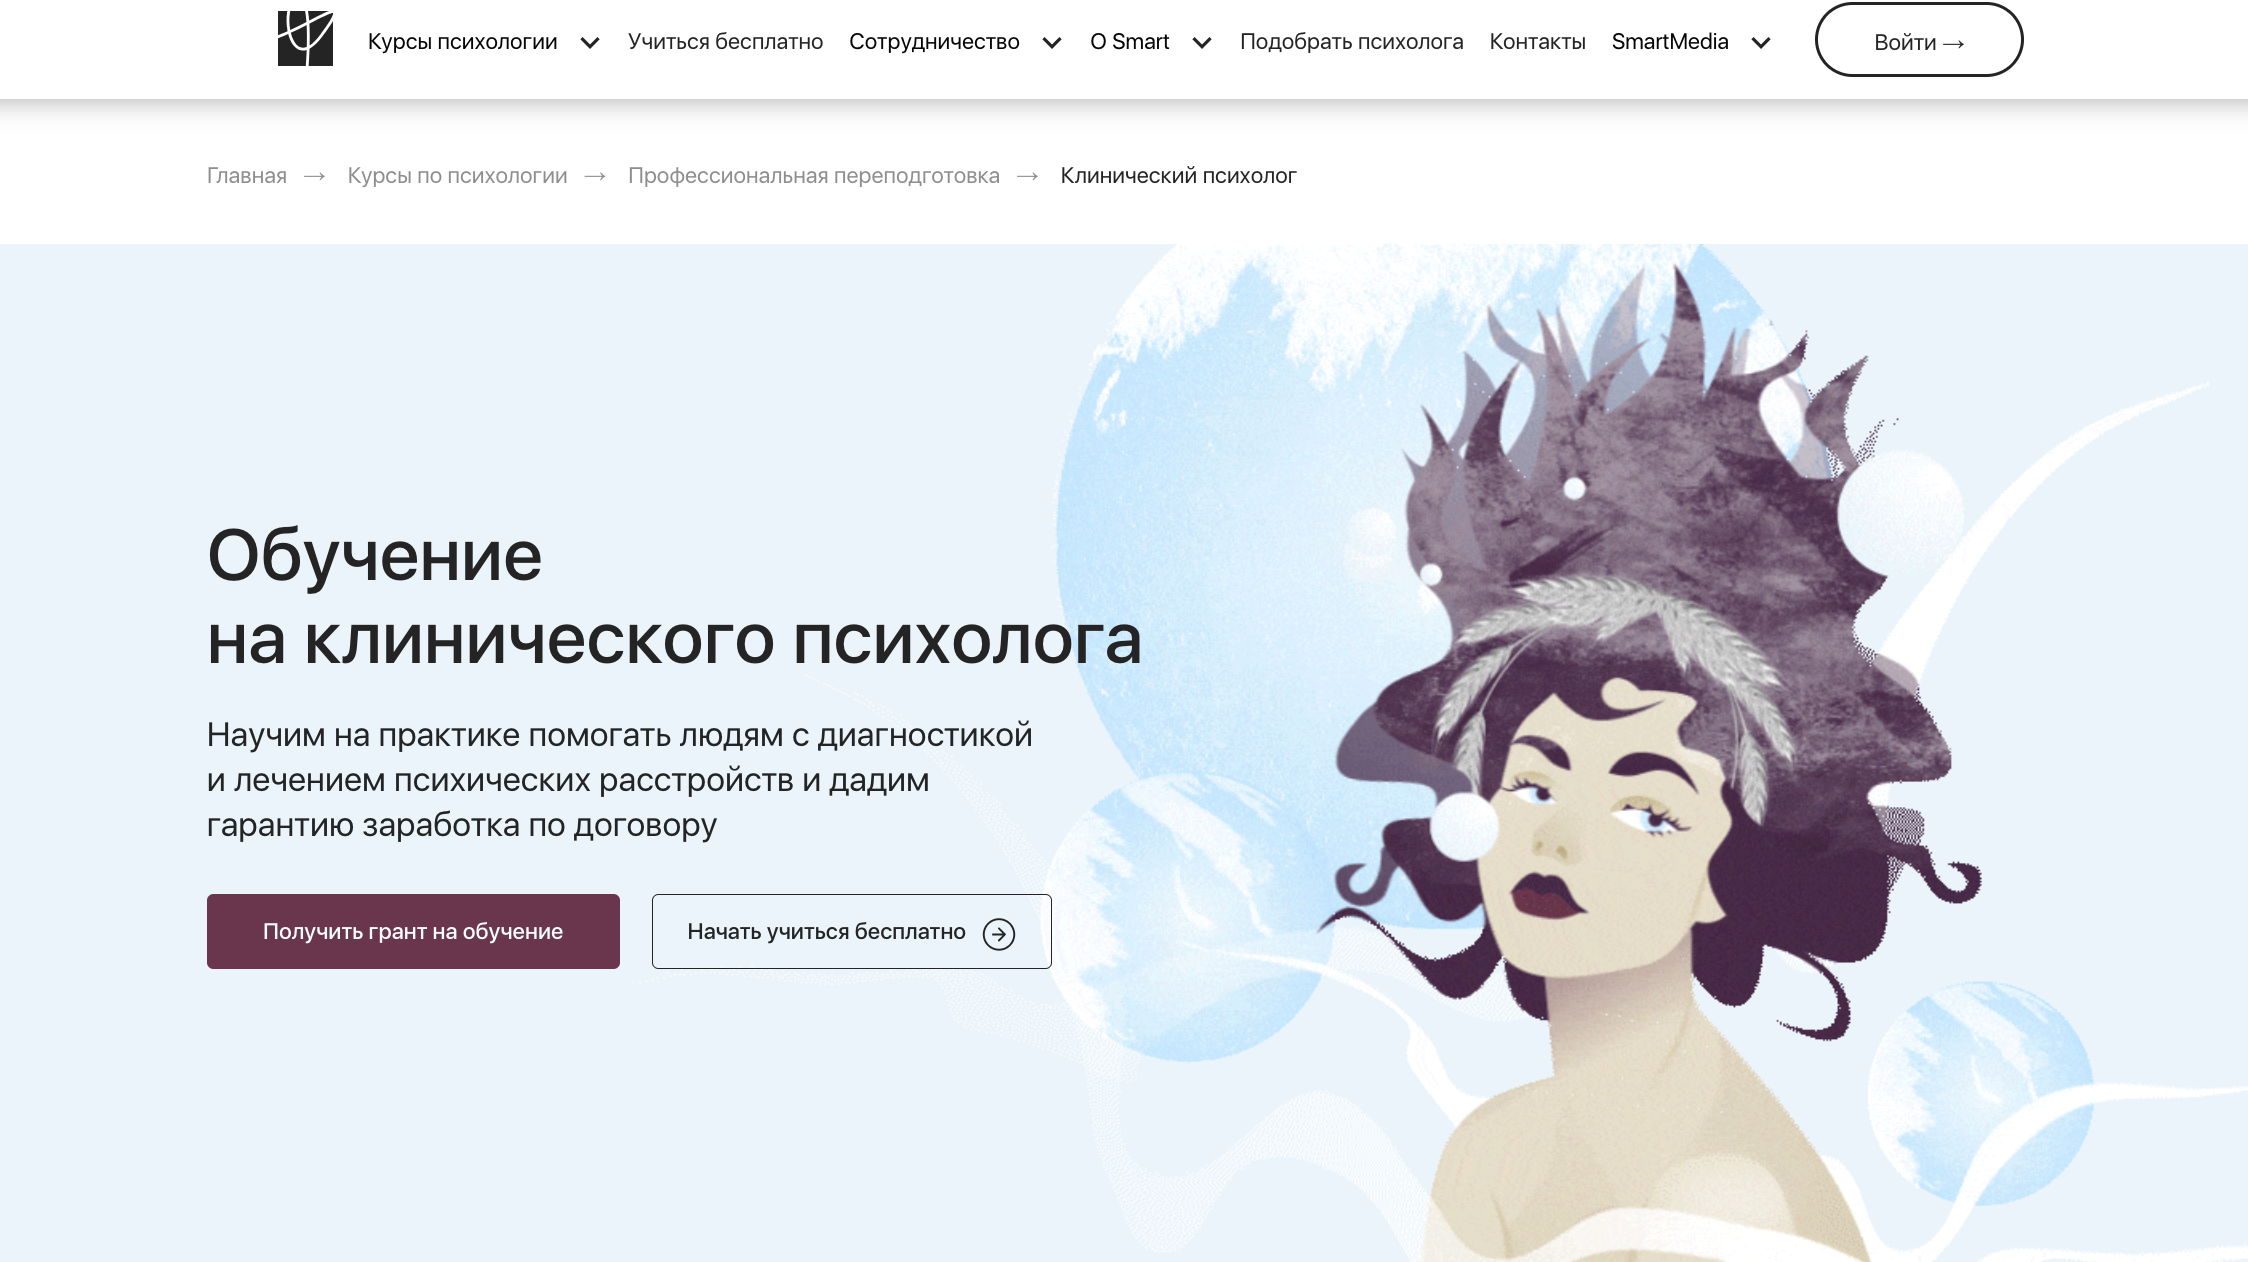 Курсы психологии Учиться бесплатно Сотрудничество О Smart Подобрать психолога Контакты SmartMedia Войти →
Главная → Курсы по психологии → Профессиональная переподготовка → Клинический психолог
Обучение
на клинического психолога
Научим на практике помогать людям с диагностикой
и лечением психических расстройств и дадим
гарантию заработка по договору
Получить грант на обучение Начать учиться бесплатно